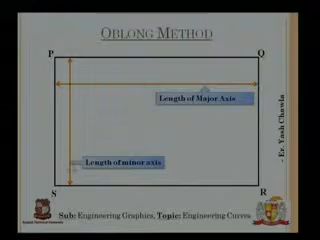 OBLONG METHOD
P
Q
Length of Major Axis
Length of minor axis
- Er. Yash Chawla
S
R
Sub: Engineering Graphics, Topic: Engineering Curves